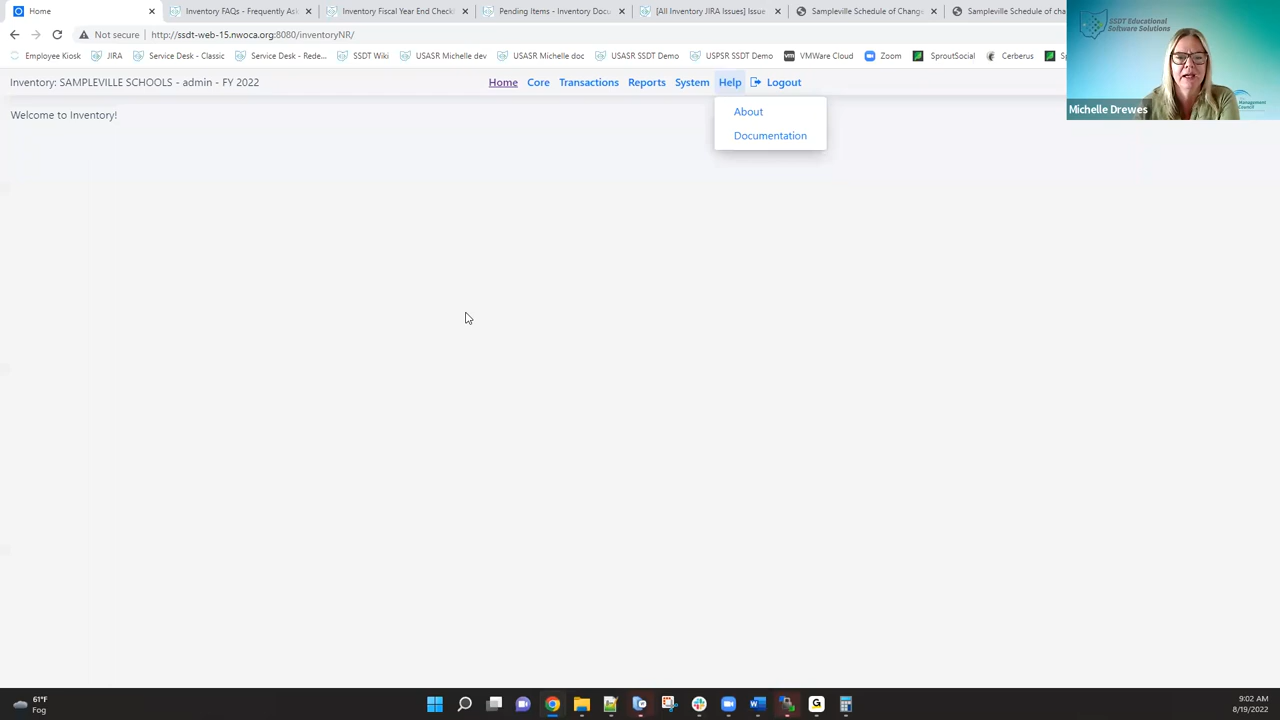 Home
Inventory FAQs - Frequently Ask
Inventory Fiscal Year End Check
Pending Items - Inventory Docu
[All Inventory JIRA Issues] Issue
Sampleville Schedule of Change
Sampleville Schedule of cha
Not secure
http://ssdt-web-15.nwoca.org:8080/inventoryNR/
Employee Kiosk
JIRA
Service Desk - Classic
Service Desk - Rede...
SSDT Wiki
USASR Michelle dev
USASR Michelle doc
USASR SSDT Demo
USPSR SSDT Demo
VMWare Cloud
Zoom
SproutSocial
Cerberus
Inventory: SAMPLEVILLE SCHOOLS - admin - FY 2022
Home Core Transactions Reports System Help Logout
Welcome to Inventory!
About
Documentation
SSDT Educational
Software Solutions
Management
Council
Michelle Drewes
61°F
Fog
9:02 AM
8/19/2022